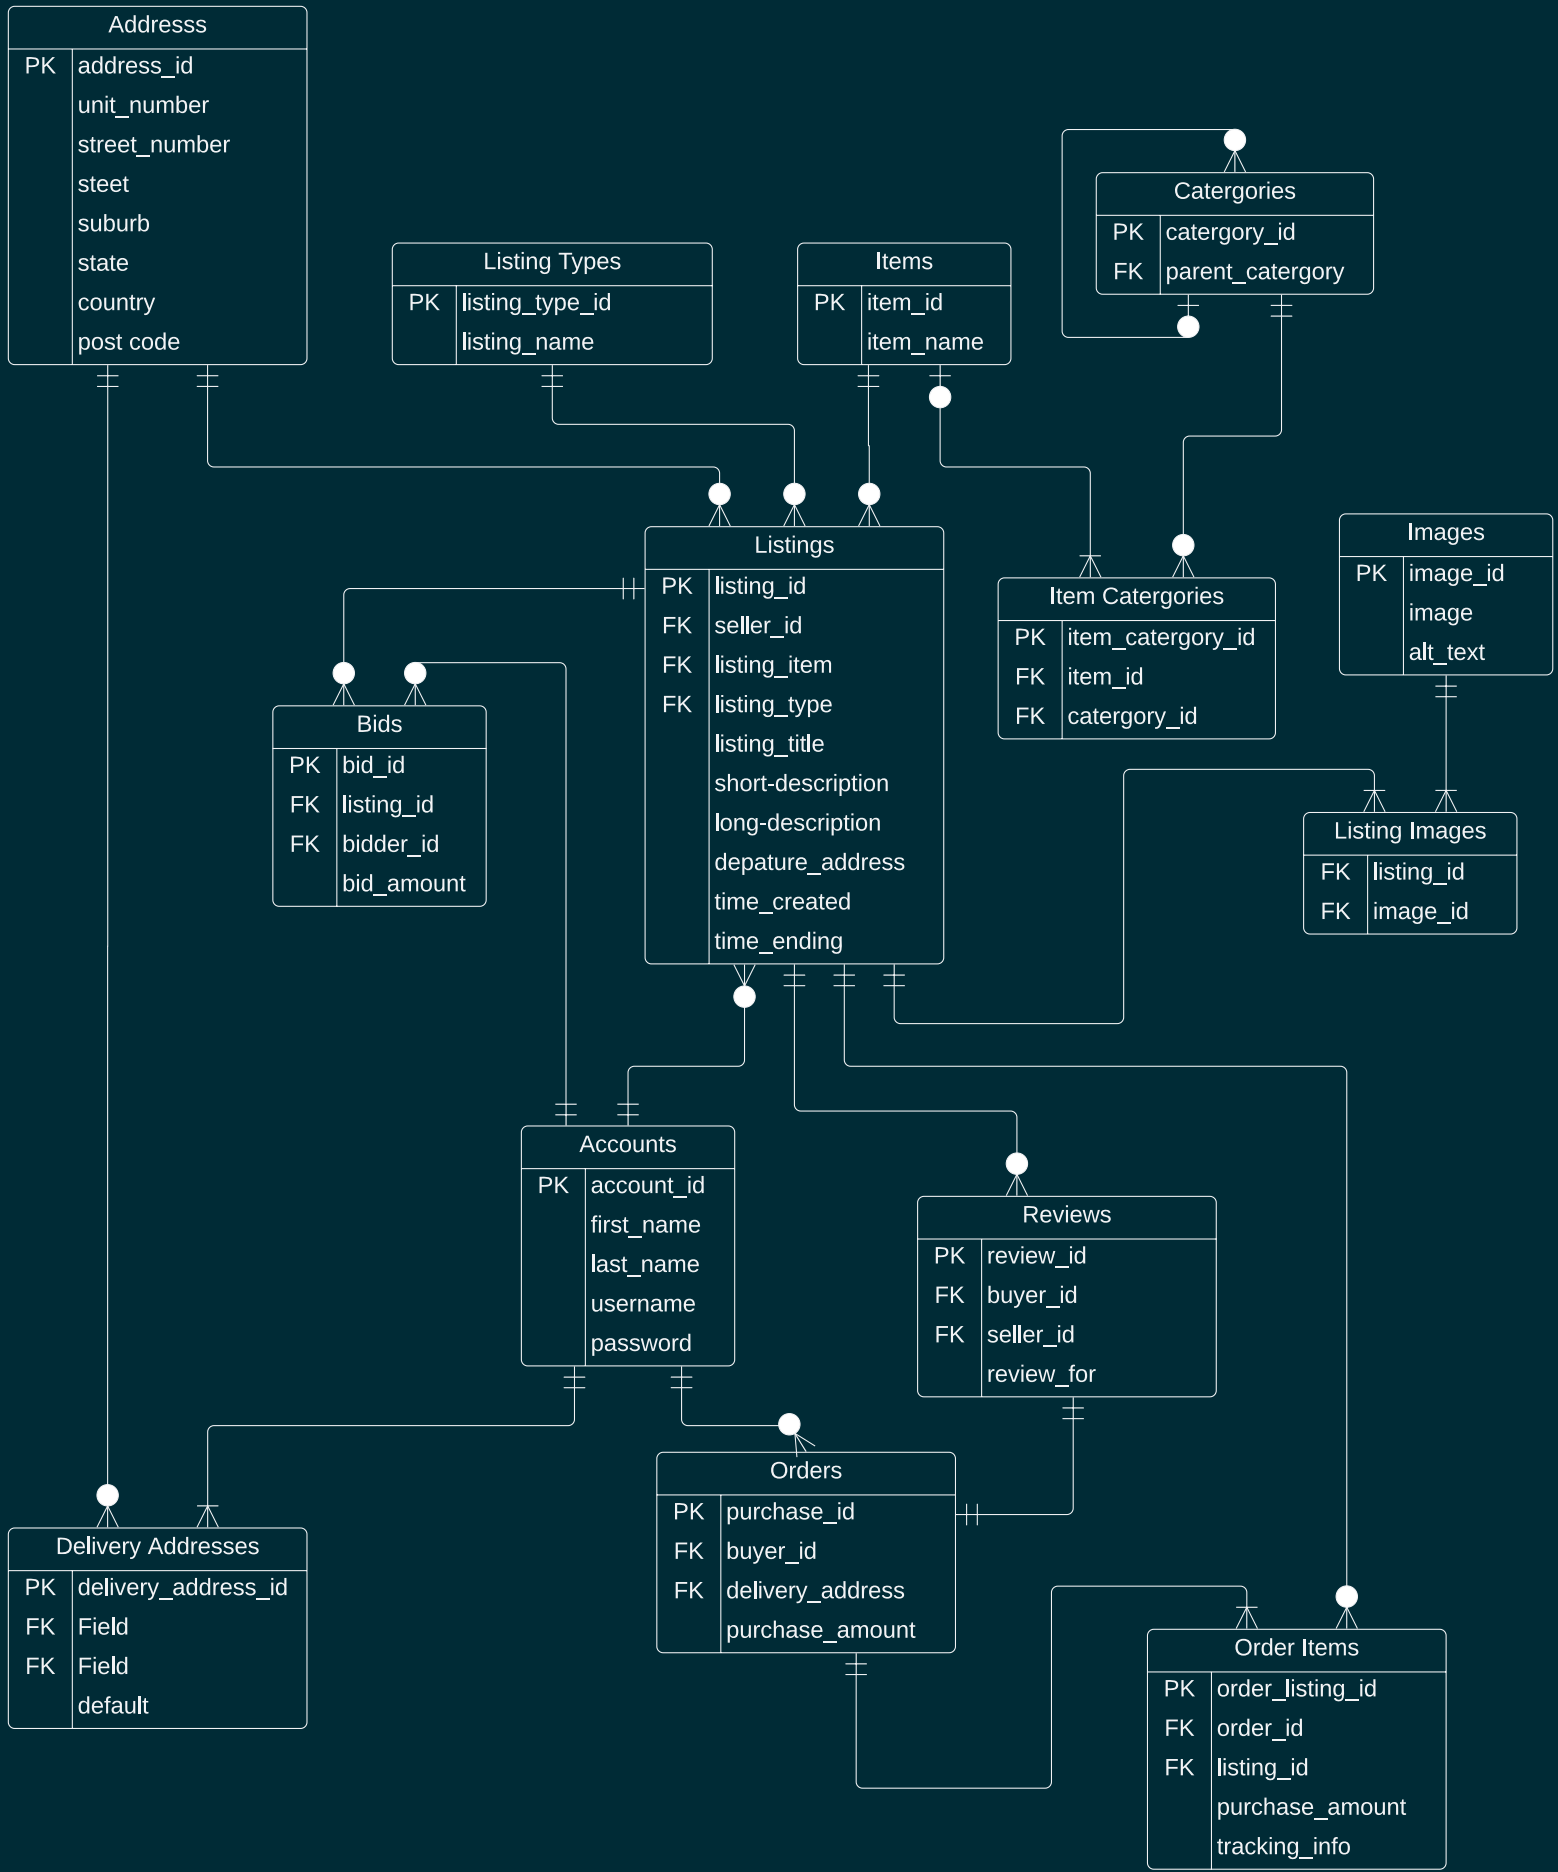 Addresss
PK address_id
unit_number
street_number
steet
suburb
state
country
post code
Listing Types
PK listing_type_id
listing_name
Items
PK item_id
item_name
Catergories
PK catergory_id
FK parent_catergory
Listings
PK listing_id
FK seller_id
FK listing_item
FK listing_type
listing_title
short-description
long-description
depature_address
time_created
time_ending
Item Catergories
PK item_catergory_id
FK item_id
FK catergory_id
Images
PK image_id
image
alt_text
Bids
PK bid_id
FK listing_id
FK bidder_id
bid_amount
Listing Images
FK listing_id
FK image_id
Accounts
PK account_id
first_name
last_name
username
password
Reviews
PK review_id
FK buyer_id
FK seller_id
review_for
Orders
PK purchase_id
FK buyer_id
FK delivery_address
purchase_amount
Delivery Addresses
PK delivery_address_id
FK Field
FK Field
default
Order Items
PK order_listing_id
FK order_id
FK listing_id
purchase_amount
tracking_info